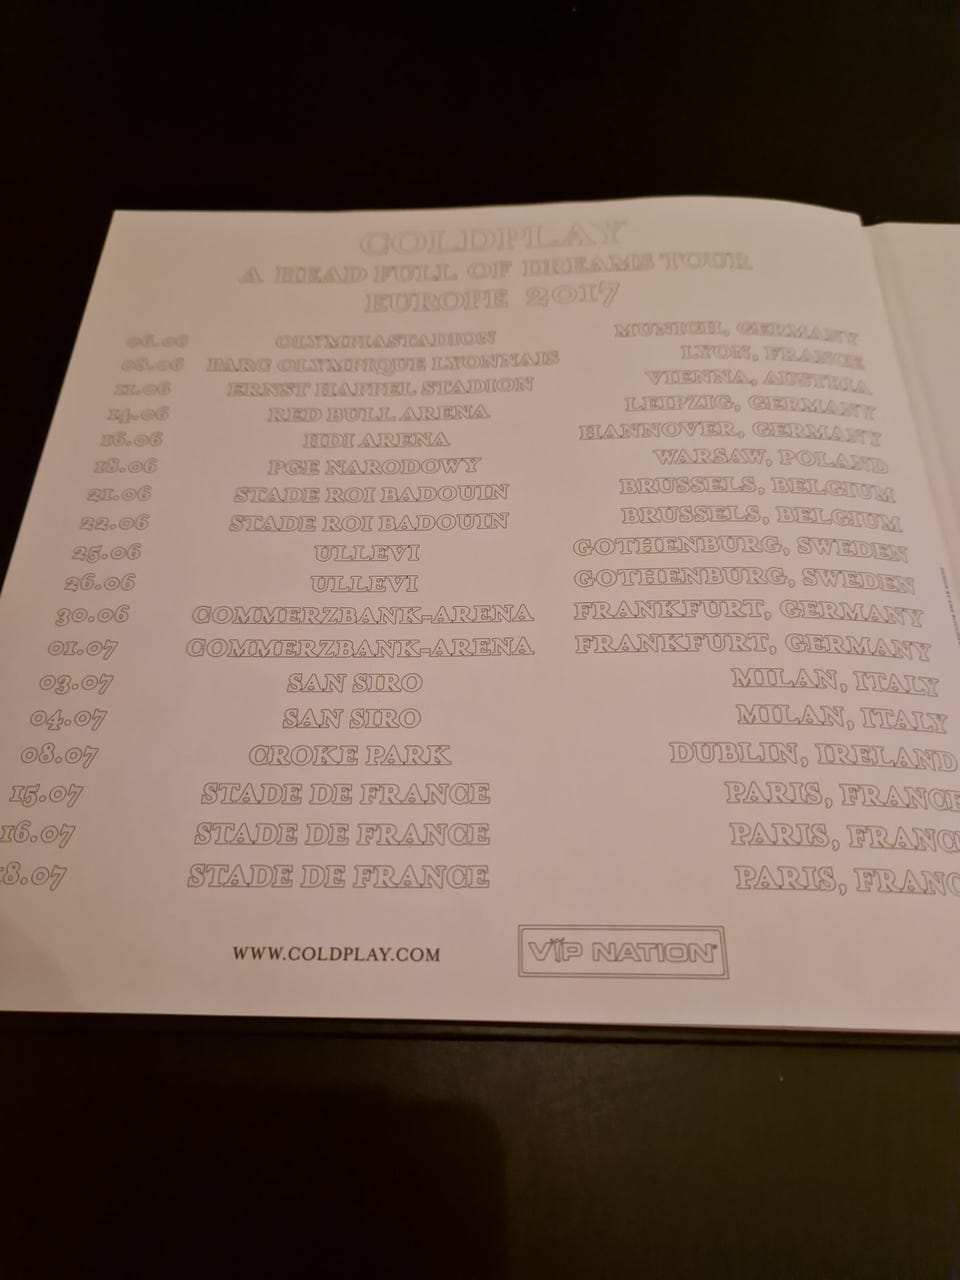 COLDPLAY
A HEAD FULL OF DREAMS TOUR
EUROPE 2017
06.06 OLYMPIASTADION MUNICH, GERMANY
08.06 PARC OLYMPIQUE LYONNAIS LYON, FRANCE
11.06 ERNST HAPPEL STADION VIENNA, AUSTRIA
14.06 RED BULL ARENA LEIPZIG, GERMANY
16.06 HDI ARENA HANNOVER, GERMANY
18.06 PGE NARODOWY WARSAW, POLAND
21.06 STADE ROI BADOUIN BRUSSELS, BELGIUM
22.06 STADE ROI BADOUIN BRUSSELS, BELGIUM
25.06 ULLEVI GOTHENBURG, SWEDEN
26.06 ULLEVI GOTHENBURG, SWEDEN
30.06 COMMERZBANK-ARENA FRANKFURT, GERMANY
01.07 COMMERZBANK-ARENA FRANKFURT, GERMANY
03.07 SAN SIRO MILAN, ITALY
04.07 SAN SIRO MILAN, ITALY
08.07 CROKE PARK DUBLIN, IRELAND
15.07 STADE DE FRANCE PARIS, FRANCE
16.07 STADE DE FRANCE PARIS, FRANC
18.07 STADE DE FRANCE PARIS, FRANC
WWW.COLDPLAY.COM VIP NATION